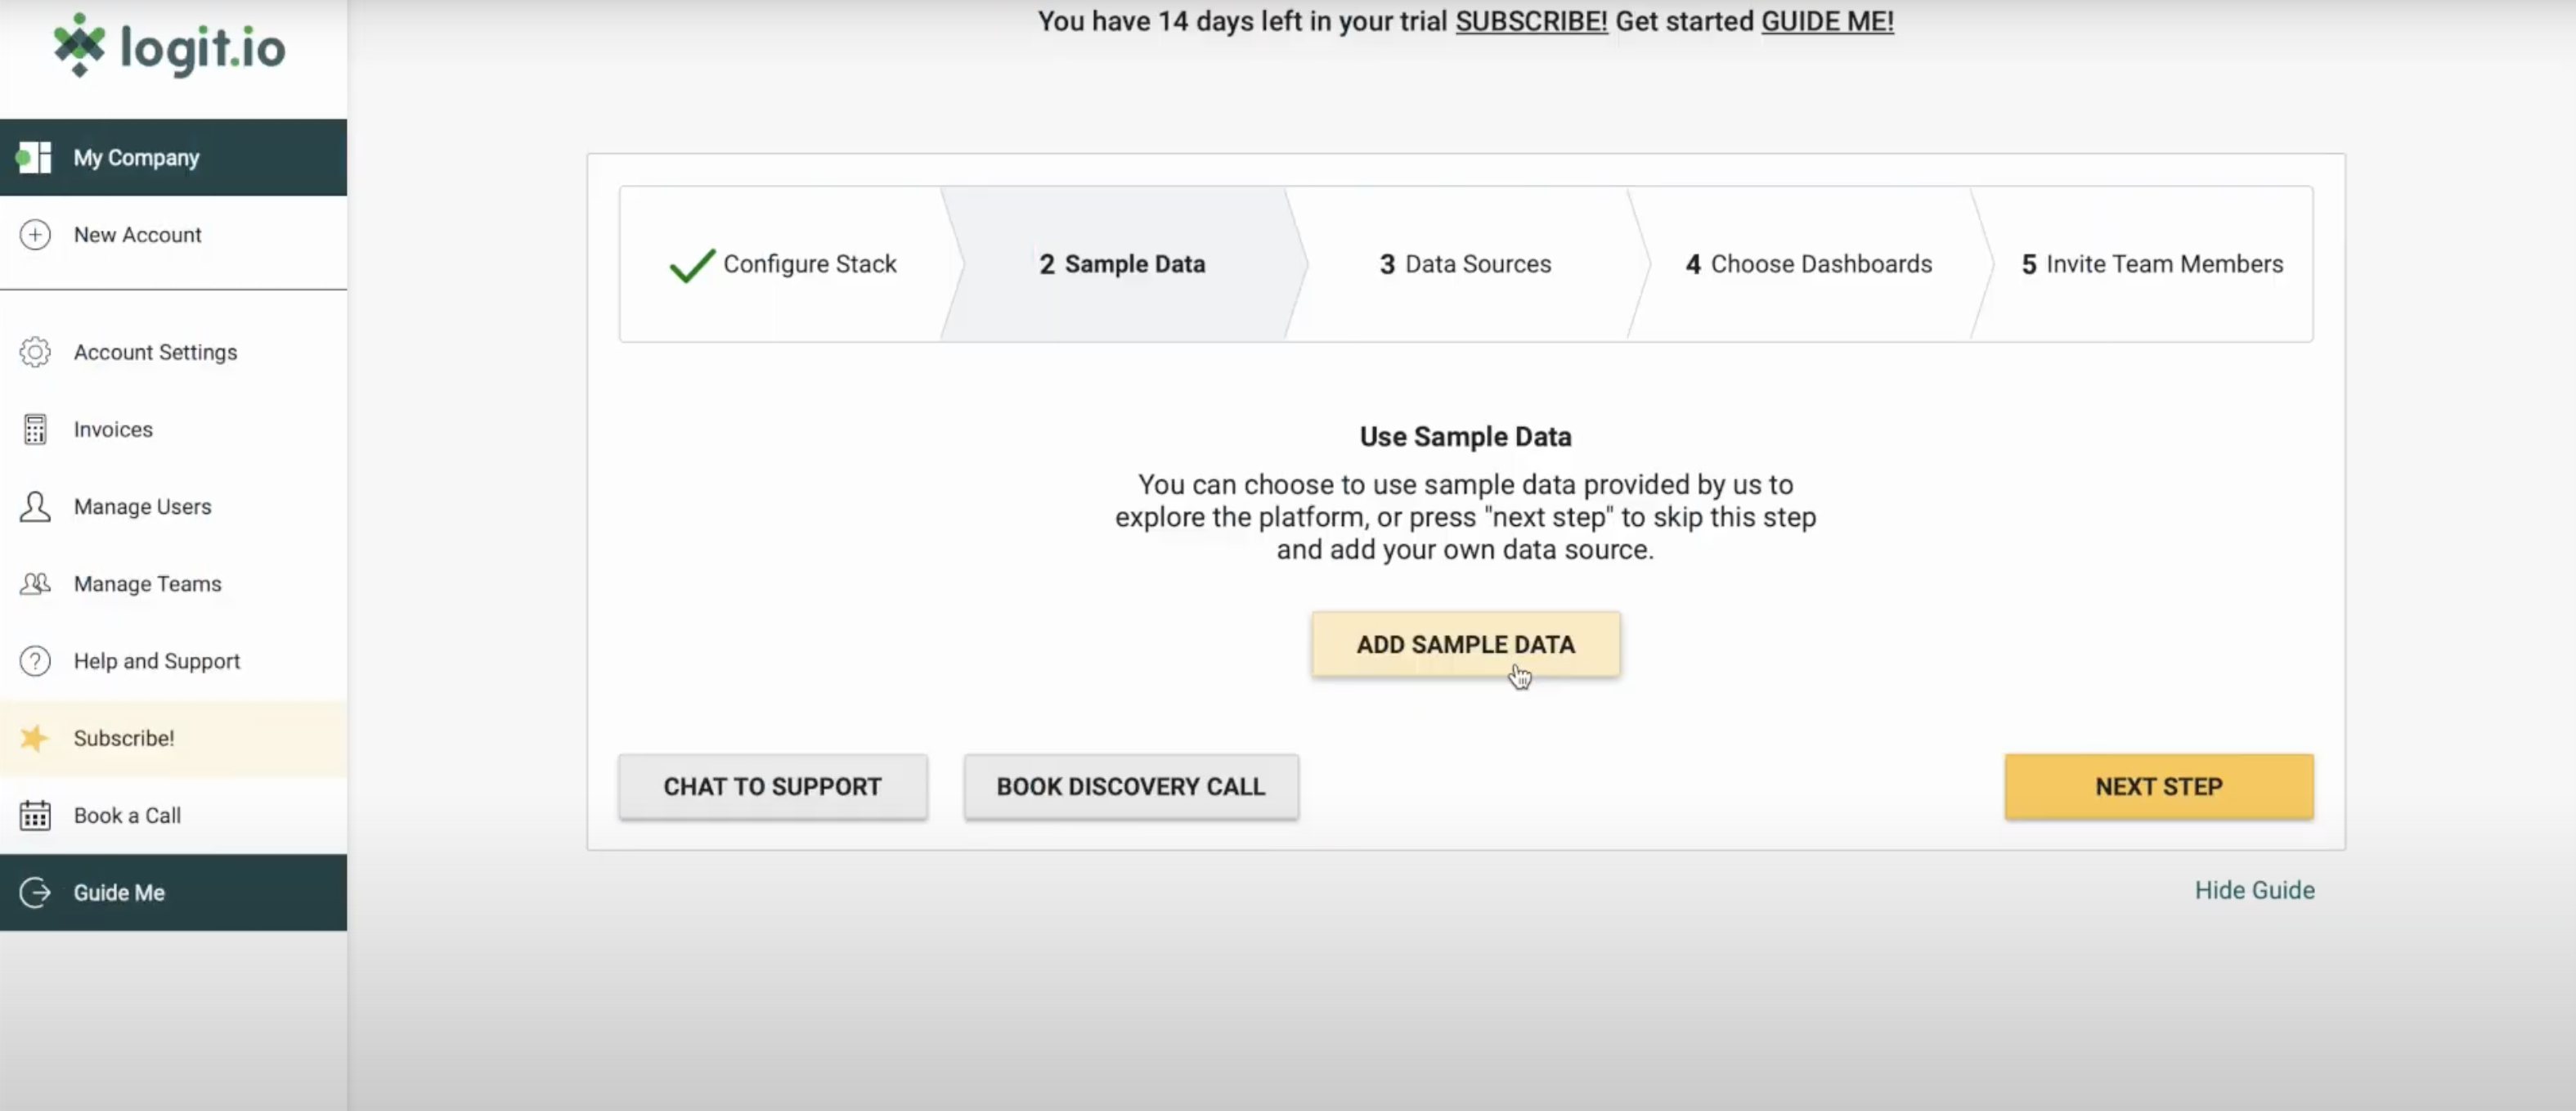 logit.io
You have 14 days left in your trial SUBSCRIBE! Get started GUIDE ME!
My Company
New Account
Account Settings
Invoices
Manage Users
Manage Teams
Help and Support
Subscribe!
Book a Call
Guide Me
Configure Stack
2 Sample Data
3 Data Sources
4 Choose Dashboards
5 Invite Team Members
Use Sample Data
You can choose to use sample data provided by us to
explore the platform, or press "next step" to skip this step
and add your own data source.
ADD SAMPLE DATA
CHAT TO SUPPORT
BOOK DISCOVERY CALL
NEXT STEP
Hide Guide